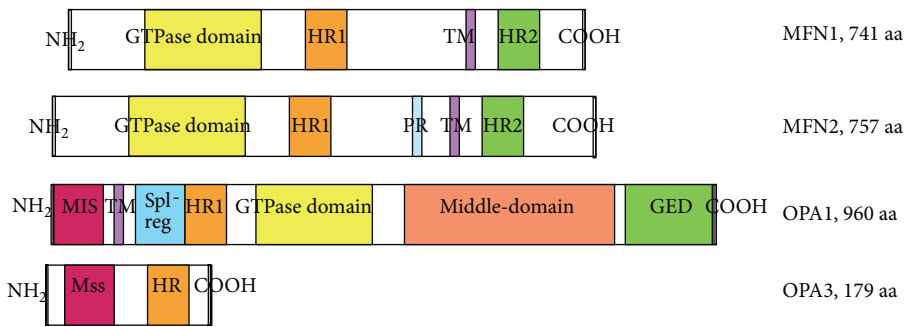 NH2 GTPase domain HR1 TM HR2 COOH MFN1, 741 aa
NH2 GTPase domain HR1 PR TM HR2 COOH MFN2, 757 aa
NH2 MIS TM Spl- reg HR1 GTPase domain Middle-domain GED COOH OPA1, 960 aa
NH2 Mss HR COOH OPA3, 179 aa